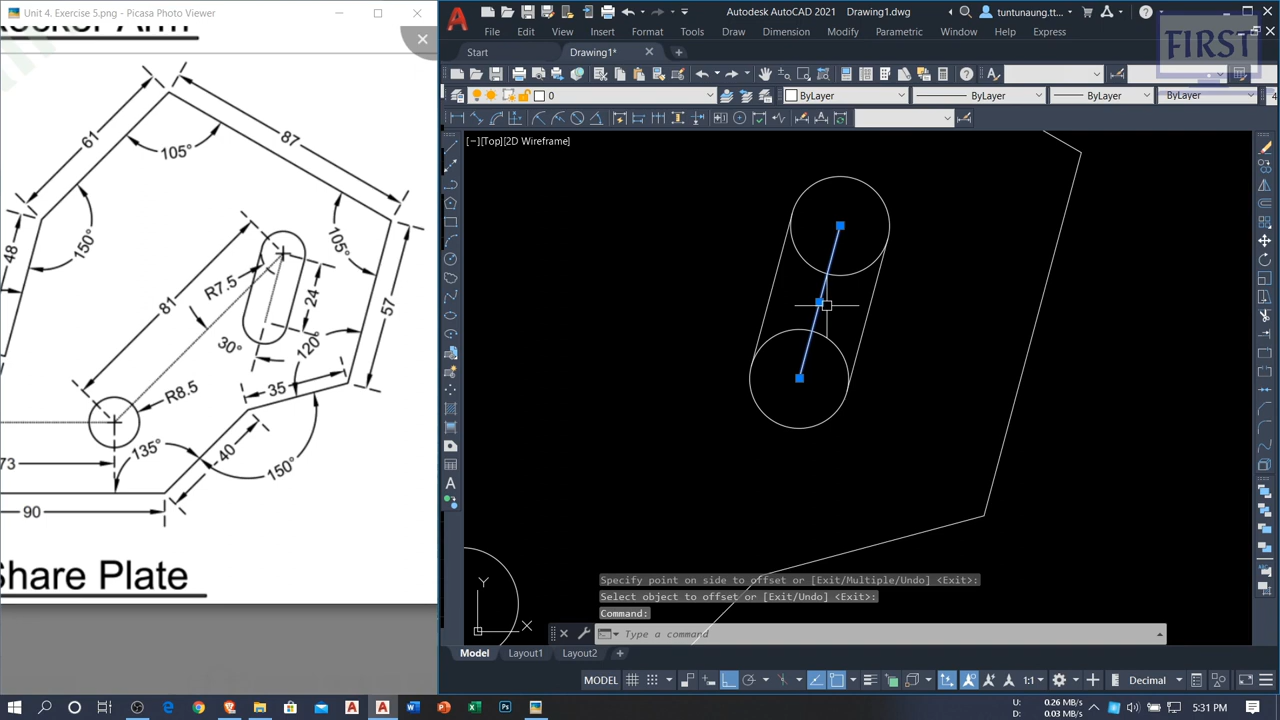 Unit 4. Exercise 5.png - Picasa Photo Viewer
Share Plate
61
87
105°
150°
48
105°
R7.5
81
24
57
120°
30°
35
R8.5
40
135°
150°
73
90
Autodesk AutoCAD 2021 Drawing1.dwg
tuntunaung.tt...
FIRST
File Edit View Insert Format Tools Draw Dimension Modify Parametric Window Help Express
Start
Drawing1*
0
ByLayer
ByLayer
ByLayer
ByLayer
[−][Top][2D Wireframe]
Y
X
Specify point on side to offset or [Exit/Multiple/Undo] <Exit>:
Select object to offset or [Exit/Undo] <Exit>:
Command:
Type a command
Model
Layout1
Layout2
MODEL
1:1
Decimal
U: 0.26 MB/s
D: 0.03 MB/s
5:31 PM